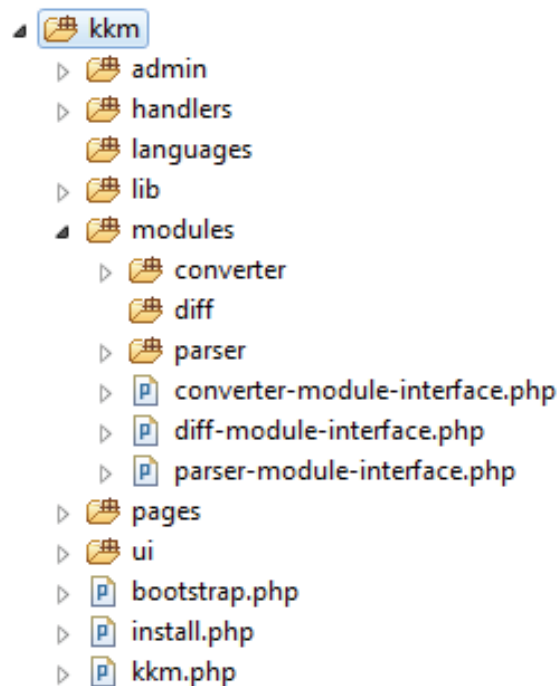 kkm
admin
handlers
languages
lib
modules
converter
diff
parser
converter-module-interface.php
diff-module-interface.php
parser-module-interface.php
pages
ui
bootstrap.php
install.php
kkm.php